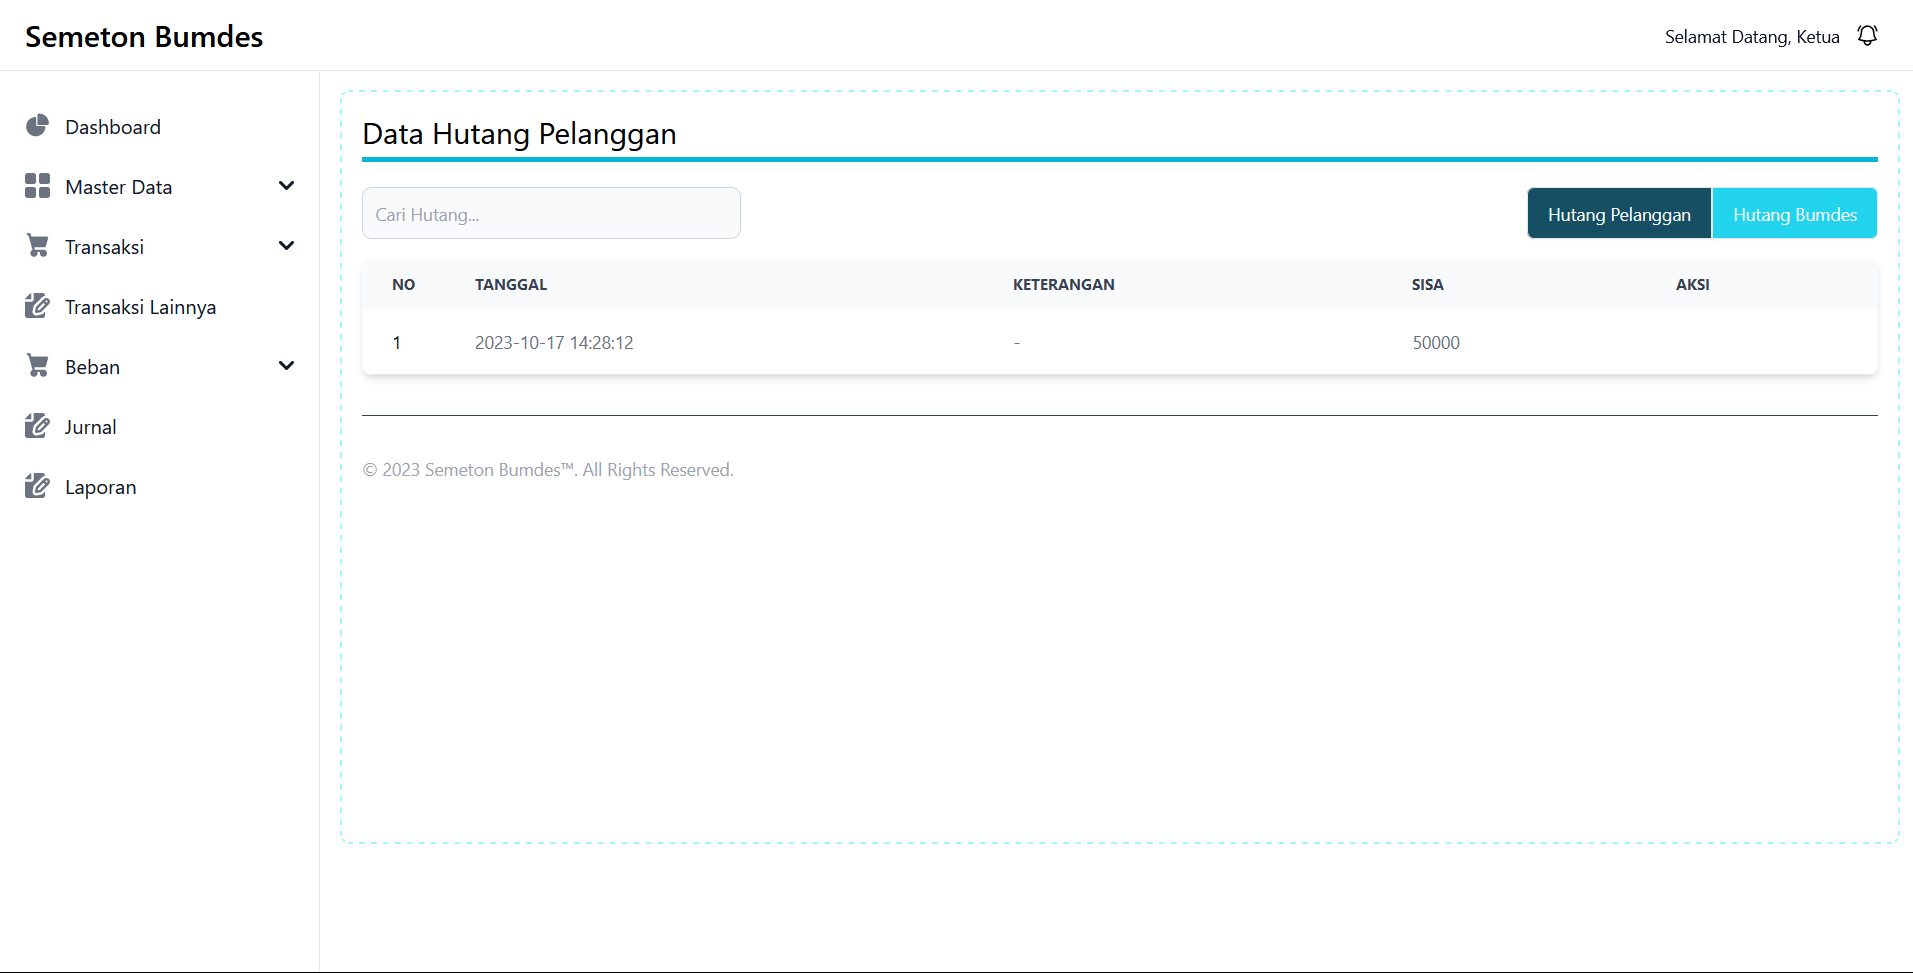 Semeton Bumdes
Selamat Datang, Ketua
Dashboard
Master Data
Transaksi
Transaksi Lainnya
Beban
Jurnal
Laporan
Data Hutang Pelanggan
Cari Hutang...
Hutang Pelanggan Hutang Bumdes
NO TANGGAL KETERANGAN SISA AKSI
1 2023-10-17 14:28:12 - 50000
© 2023 Semeton Bumdes™. All Rights Reserved.